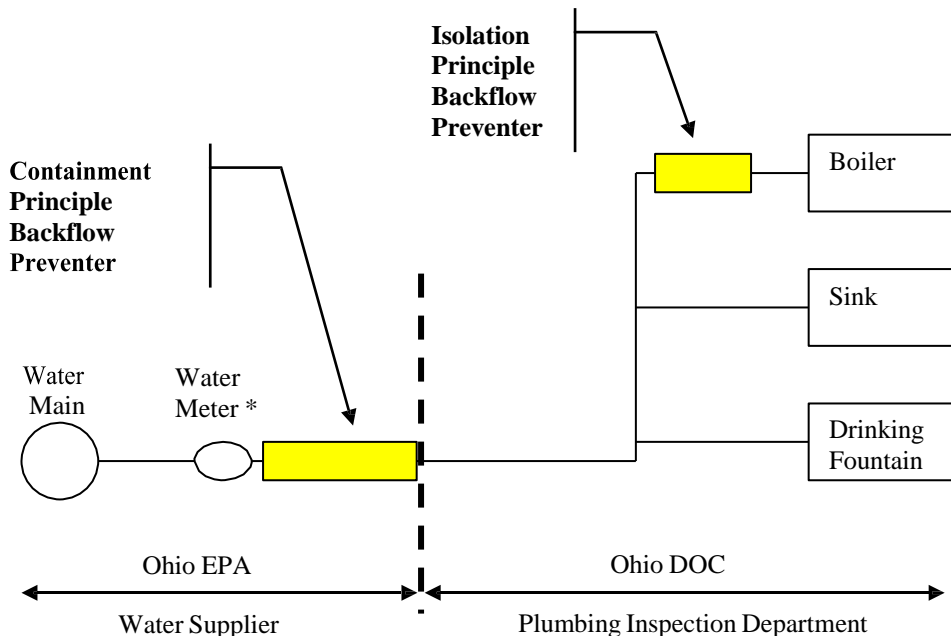 Isolation
Principle
Backflow
Preventer
Containment
Principle
Backflow
Preventer
Boiler
Sink
Drinking
Fountain
Water
Main
Water
Meter *
Ohio EPA
Ohio DOC
Water Supplier
Plumbing Inspection Department